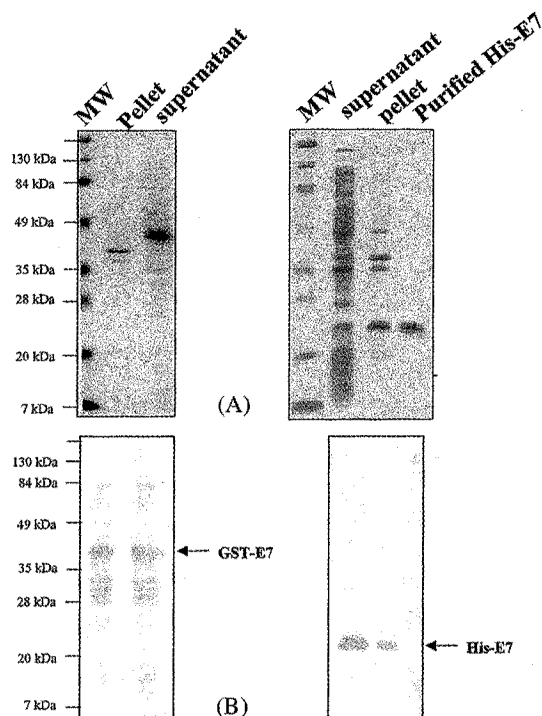 MW
Pellet
supernatant
MW
supernatant
pellet
Purified His-E7
130 kDa
84 kDa
49 kDa
35 kDa
28 kDa
20 kDa
7 kDa
(A)
130 kDa
84 kDa
49 kDa
35 kDa
28 kDa
20 kDa
7 kDa
GST-E7
His-E7
(B)